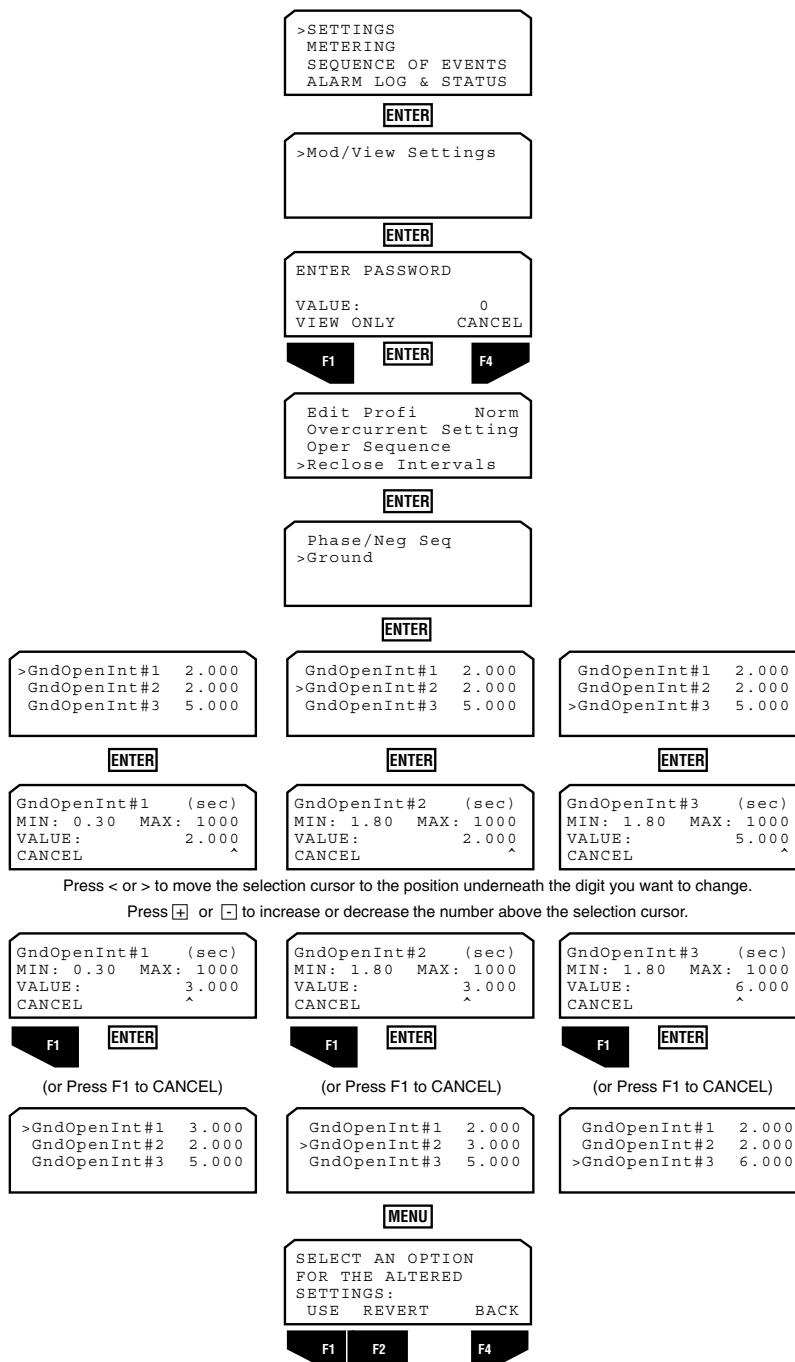 >SETTINGS
METERING
SEQUENCE OF EVENTS
ALARM LOG & STATUS
ENTER
>Mod/View Settings
ENTER
ENTER PASSWORD
VALUE: 0
VIEW ONLY CANCEL
F1 ENTER F4
Edit Profi Norm
Overcurrent Setting
Oper Sequence
>Reclose Intervals
ENTER
Phase/Neg Seq
>Ground
ENTER
>GndOpenInt#1 2.000
GndOpenInt#2 2.000
GndOpenInt#3 5.000
GndOpenInt#1 2.000
>GndOpenInt#2 2.000
GndOpenInt#3 5.000
GndOpenInt#1 2.000
GndOpenInt#2 2.000
>GndOpenInt#3 5.000
ENTER
ENTER
ENTER
GndOpenInt#1 (sec)
MIN: 0.30 MAX: 1000
VALUE: 2.000
CANCEL ^
GndOpenInt#2 (sec)
MIN: 1.80 MAX: 1000
VALUE: 2.000
CANCEL ^
GndOpenInt#3 (sec)
MIN: 1.80 MAX: 1000
VALUE: 5.000
CANCEL ^
Press < or > to move the selection cursor to the position underneath the digit you want to change.
Press + or - to increase or decrease the number above the selection cursor.
GndOpenInt#1 (sec)
MIN: 0.30 MAX: 1000
VALUE: 3.000
CANCEL ^
GndOpenInt#2 (sec)
MIN: 1.80 MAX: 1000
VALUE: 3.000
CANCEL ^
GndOpenInt#3 (sec)
MIN: 1.80 MAX: 1000
VALUE: 6.000
CANCEL ^
F1 ENTER
F1 ENTER
F1 ENTER
(or Press F1 to CANCEL)
(or Press F1 to CANCEL)
(or Press F1 to CANCEL)
>GndOpenInt#1 3.000
GndOpenInt#2 2.000
GndOpenInt#3 5.000
GndOpenInt#1 2.000
>GndOpenInt#2 3.000
GndOpenInt#3 5.000
GndOpenInt#1 2.000
GndOpenInt#2 2.000
>GndOpenInt#3 6.000
MENU
SELECT AN OPTION
FOR THE ALTERED
SETTINGS:
USE REVERT BACK
F1 F2 F4